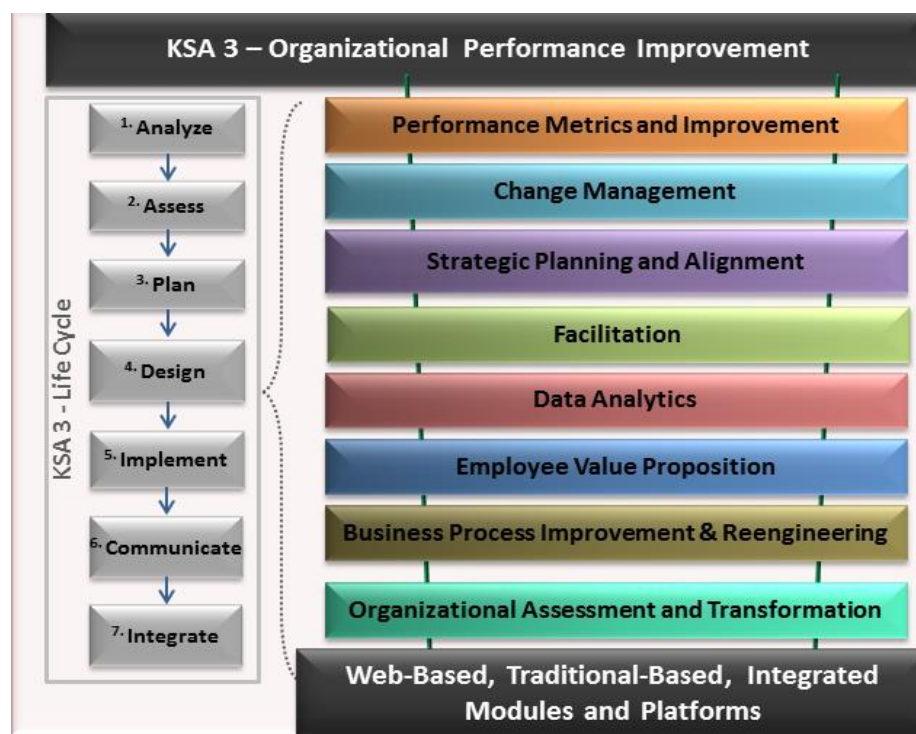 KSA 3 – Organizational Performance Improvement
KSA 3 - Life Cycle
1. Analyze
2. Assess
3. Plan
4. Design
5. Implement
6. Communicate
7. Integrate
Performance Metrics and Improvement
Change Management
Strategic Planning and Alignment
Facilitation
Data Analytics
Employee Value Proposition
Business Process Improvement & Reengineering
Organizational Assessment and Transformation
Web-Based, Traditional-Based, Integrated
Modules and Platforms